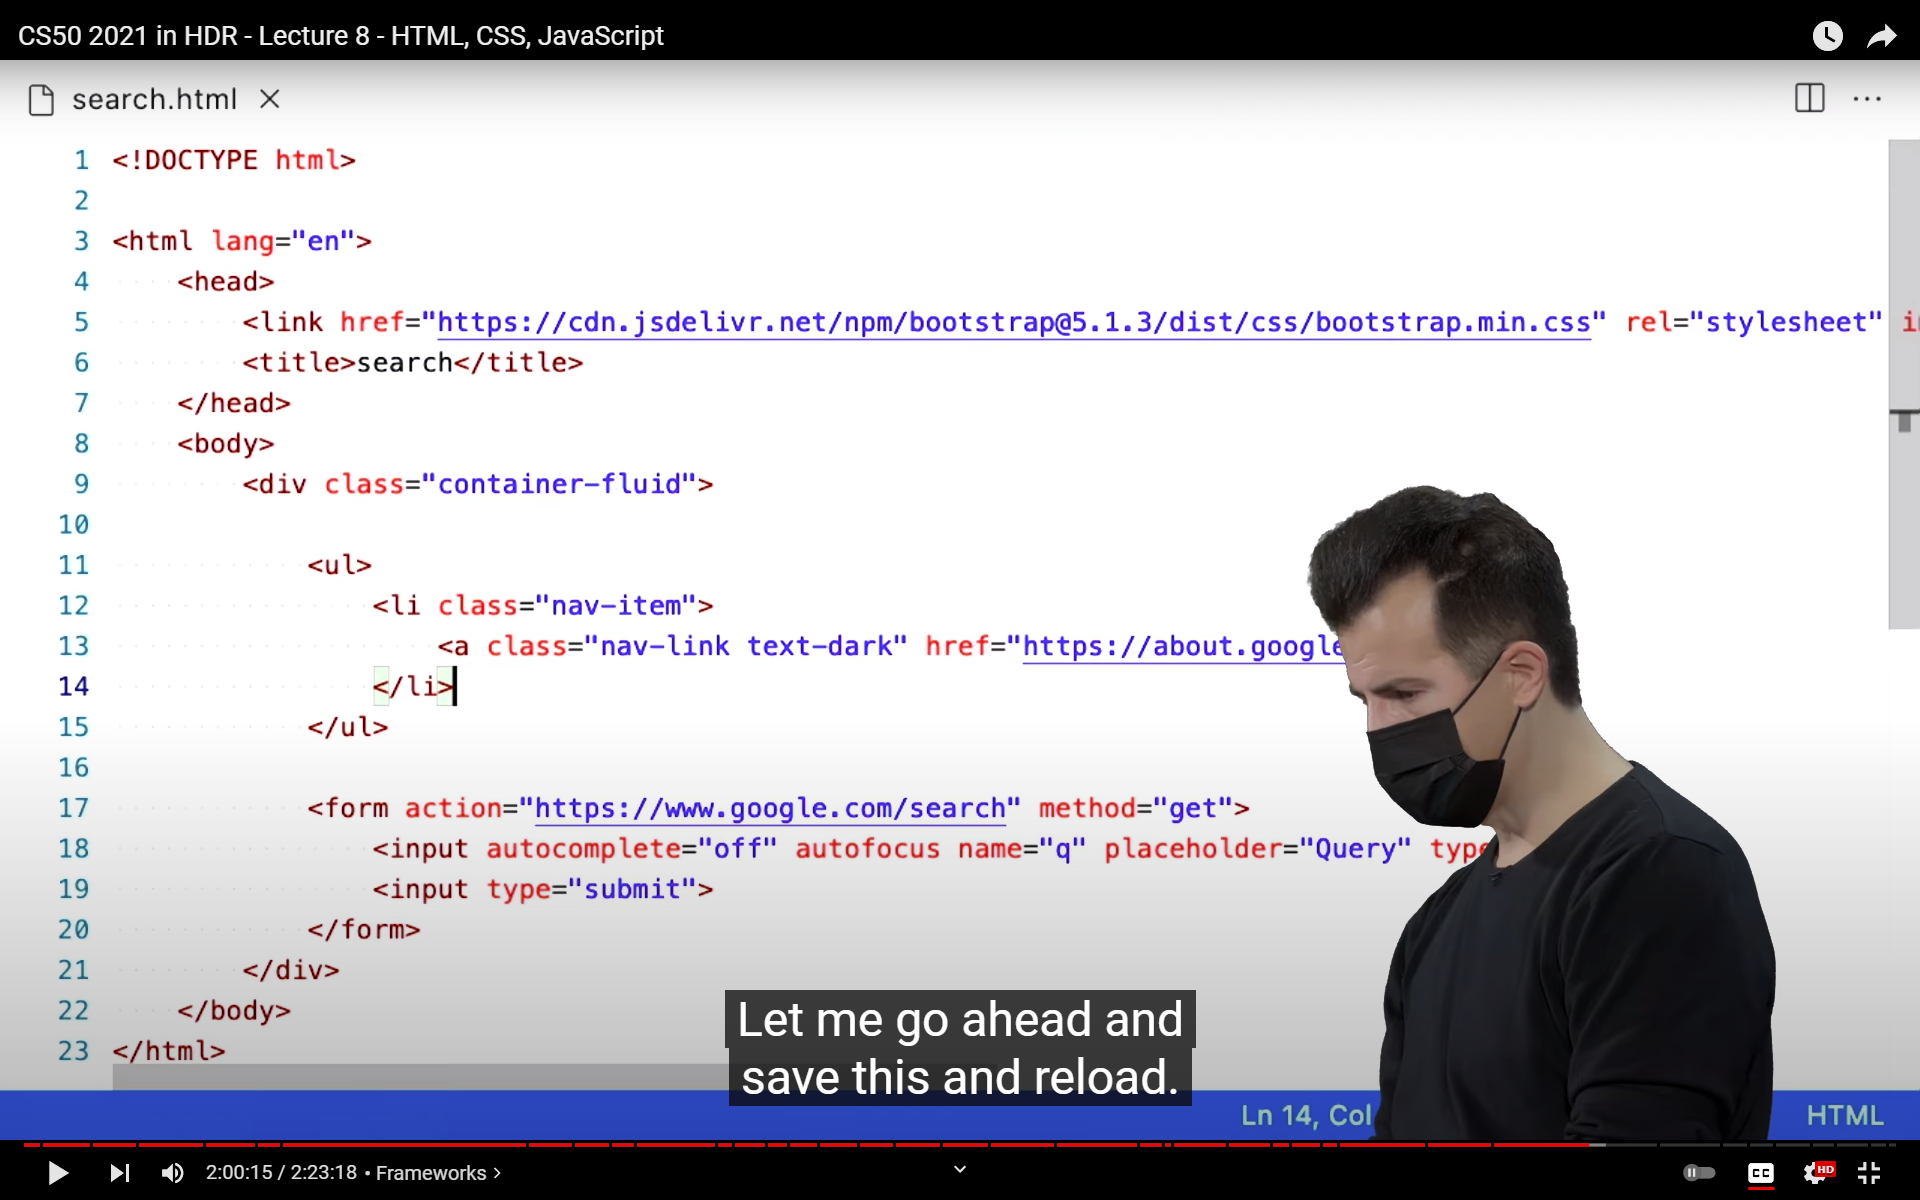 CS50 2021 in HDR - Lecture 8 - HTML, CSS, JavaScript
search.html
1 <!DOCTYPE html>
2
3 <html lang="en">
4 <head>
5 <link href="https://cdn.jsdelivr.net/npm/bootstrap@5.1.3/dist/css/bootstrap.min.css" rel="stylesheet"
6 <title>search</title>
7 </head>
8 <body>
9 <div class="container-fluid">
10
11 <ul>
12 <li class="nav-item">
13 <a class="nav-link text-dark" href="https://about.google
14 </li>
15 </ul>
16
17 <form action="https://www.google.com/search" method="get">
18 <input autocomplete="off" autofocus name="q" placeholder="Query" type
19 <input type="submit">
20 </form>
21 </div>
22 </body>
23 </html>
Let me go ahead and
save this and reload.
Ln 14, Col
HTML
2:00:15 / 2:23:18 • Frameworks
CC
HD